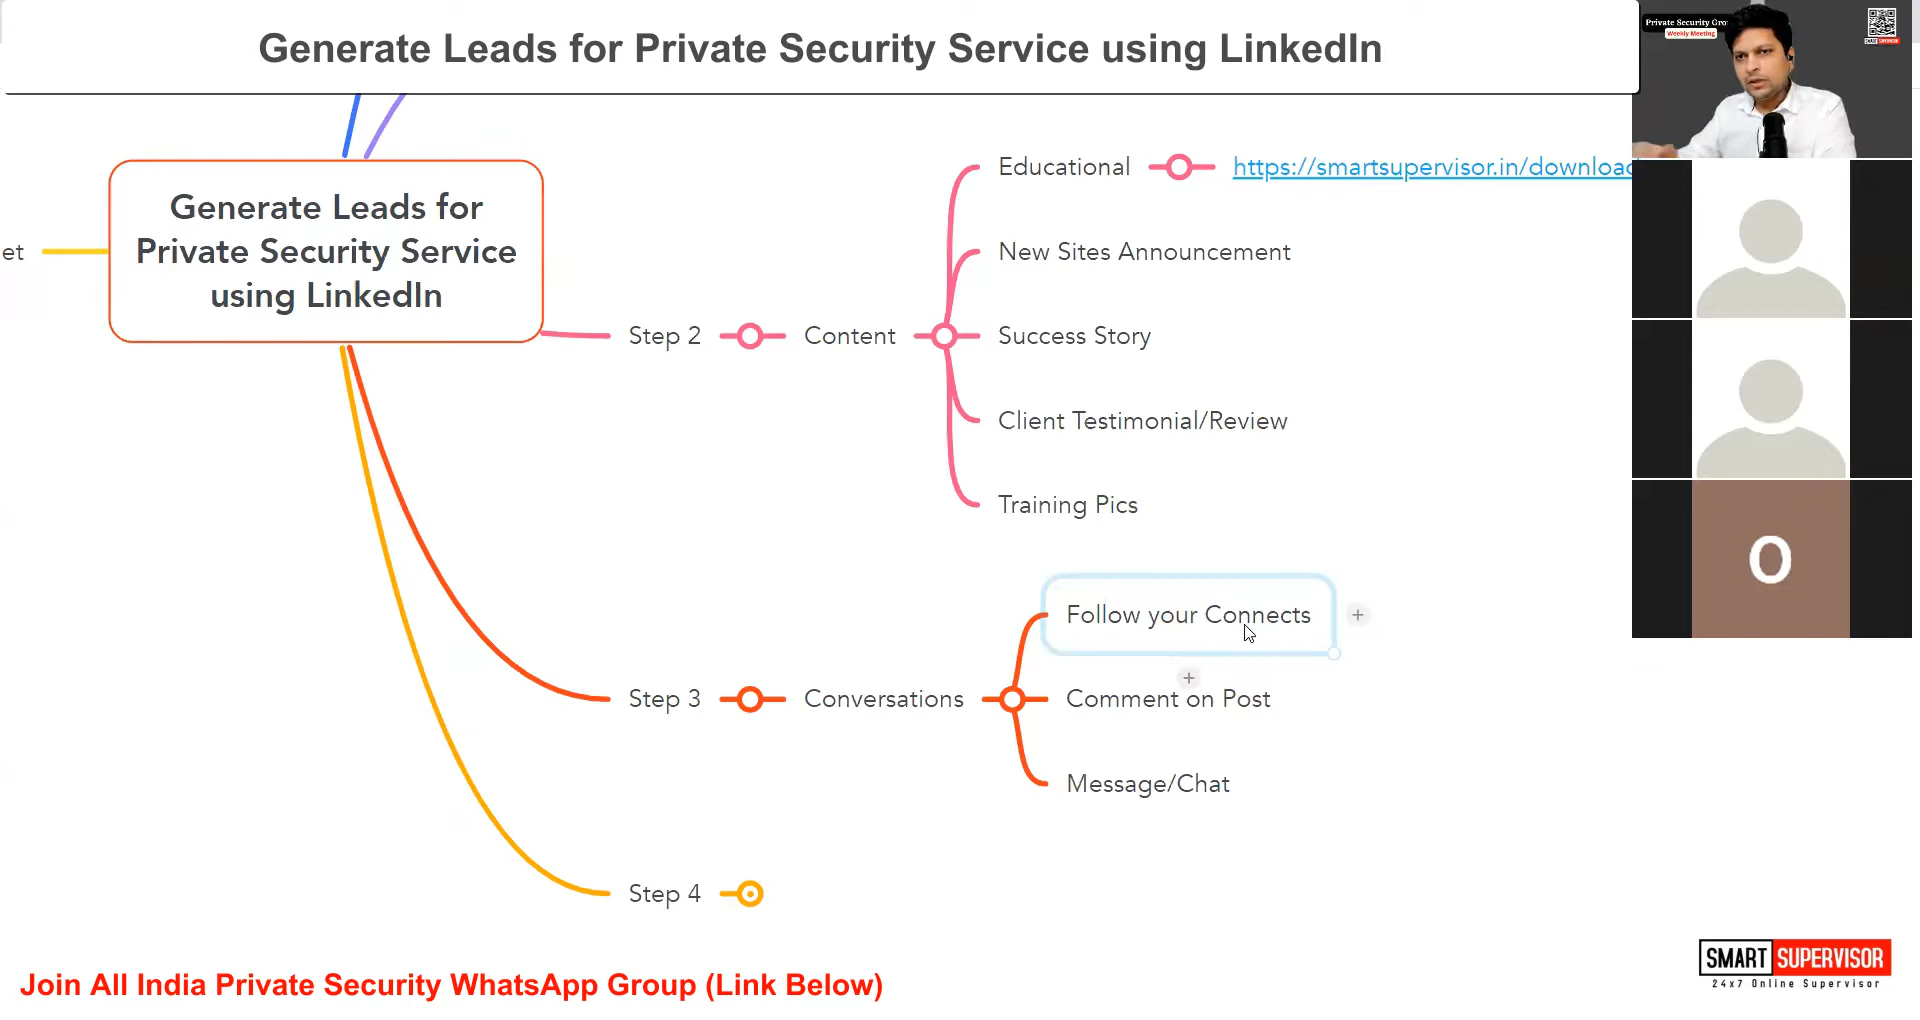 Generate Leads for Private Security Service using LinkedIn
Private Security Gro
Weekly Meeting
Educational
https://smartsupervisor.in/download
New Sites Announcement
Generate Leads for
Private Security Service
using LinkedIn
et
Step 2
Content
Success Story
Client Testimonial/Review
Training Pics
O
Follow your Connects
Step 3
Conversations
Comment on Post
Message/Chat
Step 4
Join All India Private Security WhatsApp Group (Link Below)
SMART SUPERVISOR
24x7 Online Supervisor